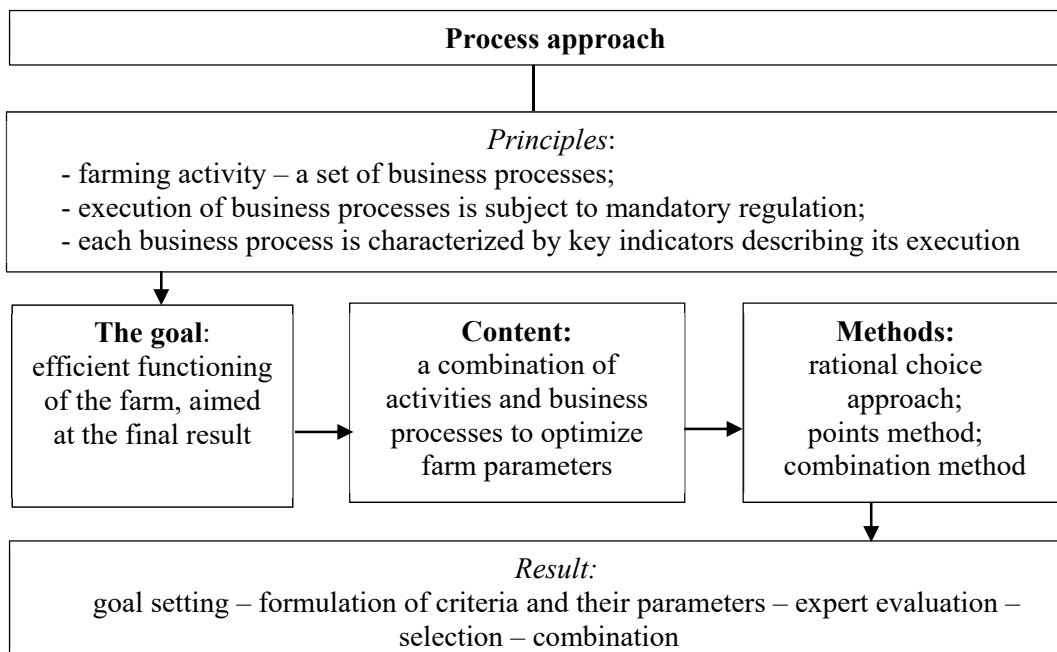 Process approach
Principles:
- farming activity – a set of business processes;
- execution of business processes is subject to mandatory regulation;
- each business process is characterized by key indicators describing its execution
The goal:
efficient functioning
of the farm, aimed
at the final result
Content:
a combination of
activities and business
processes to optimize
farm parameters
Methods:
rational choice
approach;
points method;
combination method
Result:
goal setting – formulation of criteria and their parameters – expert evaluation –
selection – combination